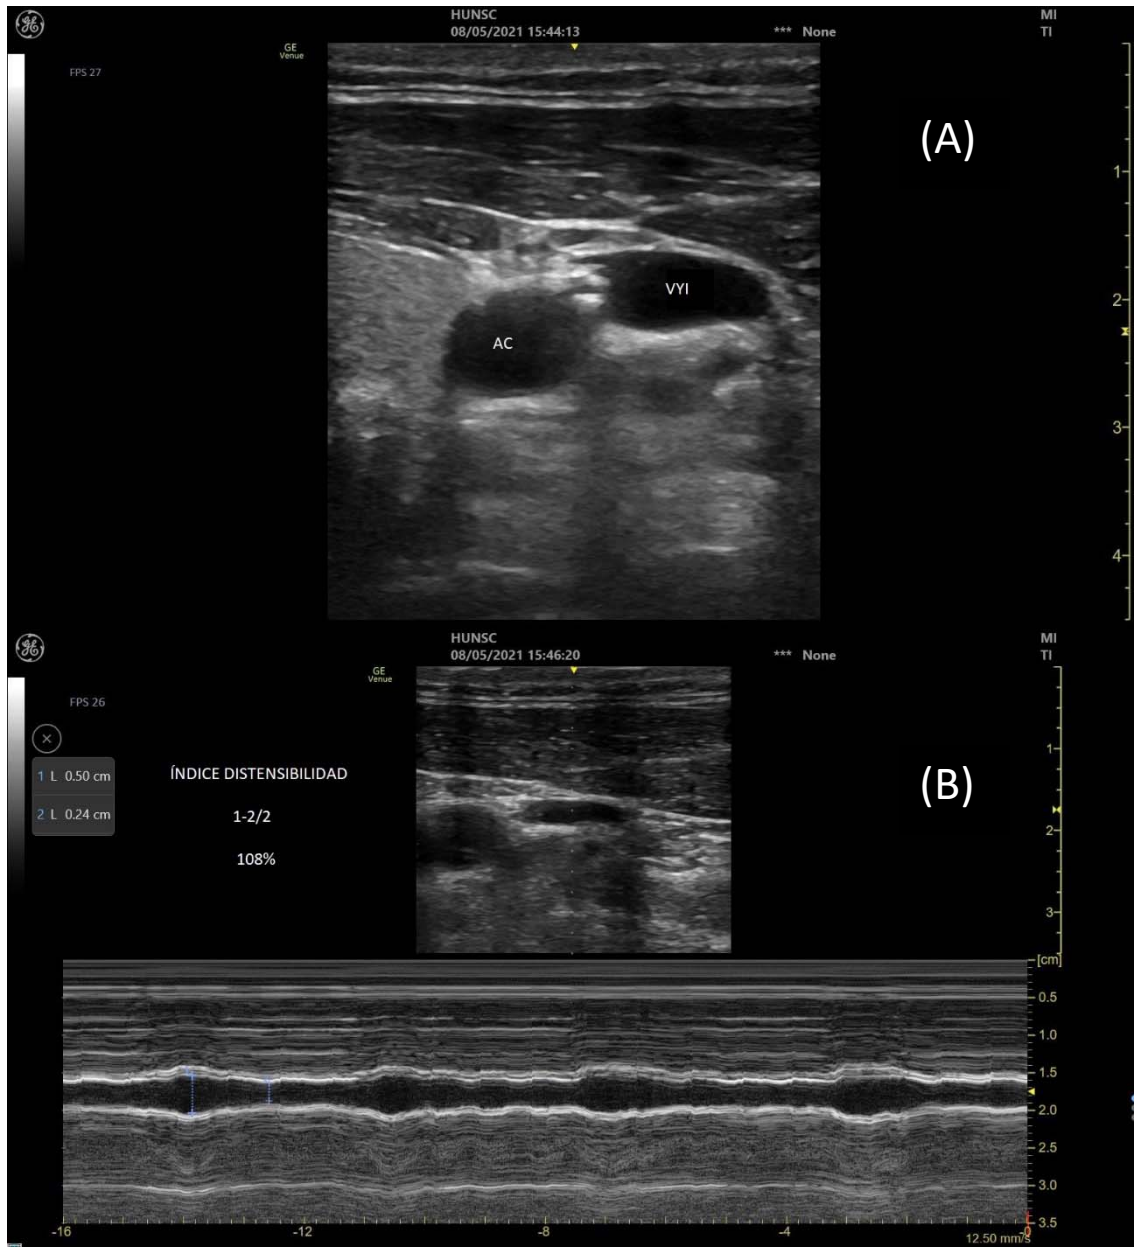 HUNSC
MI
08/05/2021 15:44:13
*** None
TI
GE
Venue
FPS 27
(A)
1
VYI
2
AC
3
4
HUNSC
MI
08/05/2021 15:46:20
*** None
TI
GE
Venue
FPS 26
1 L 0.50 cm
2 L 0.24 cm
ÍNDICE DISTENSIBILIDAD
1-2/2
108%
(B)
1
2
3
[cm]
0.5
1.0
1.5
2.0
2.5
3.0
3.5
-16
-12
-8
-4
-0
12.50 mm/s